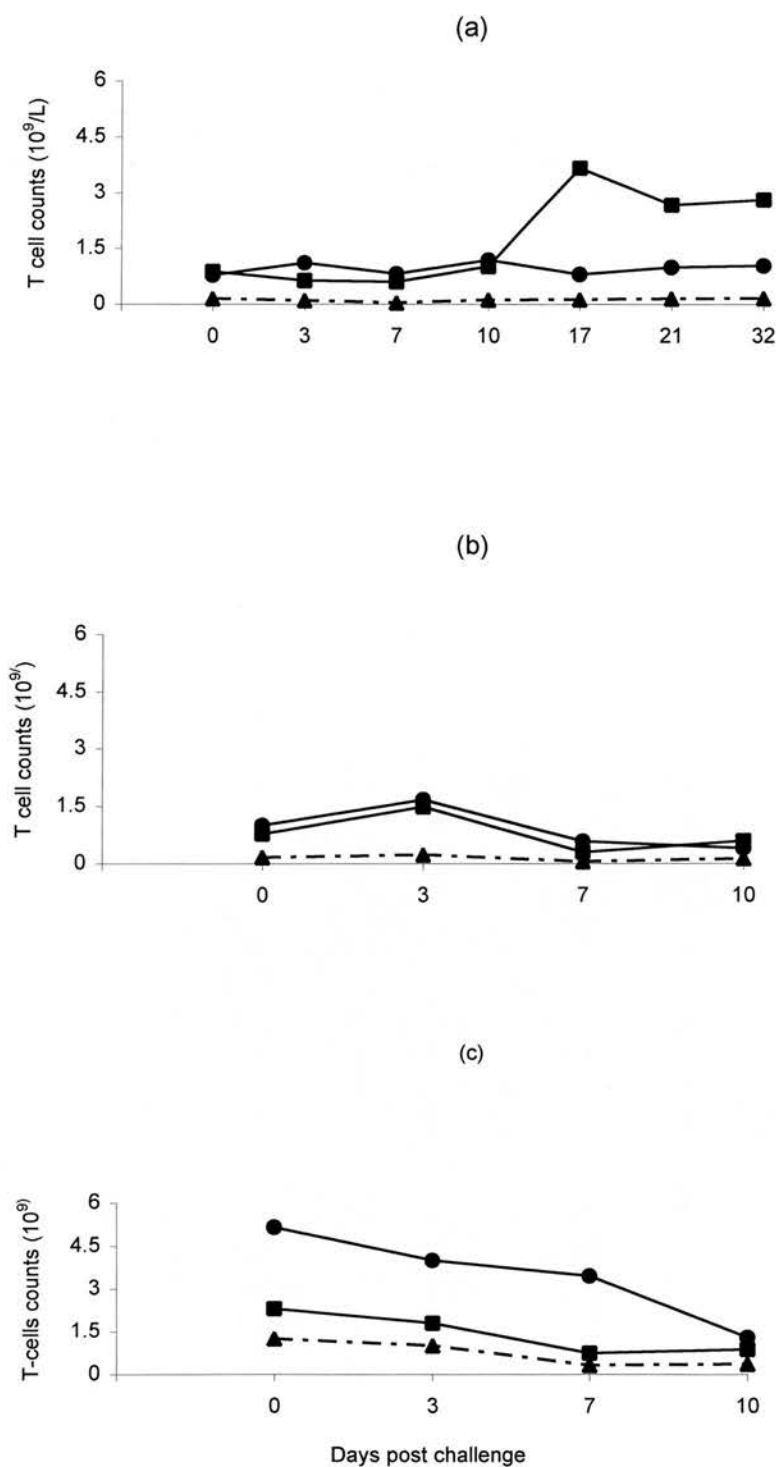 (a)
6
4.5
3
1.5
0
T cell counts (10⁹/L)
0 3 7 10 17 21 32
(b)
6
4.5
3
1.5
0
T cell counts (10⁹/)
0 3 7 10
(c)
6
4.5
3
1.5
0
T-cells counts (10⁹)
0 3 7 10
Days post challenge